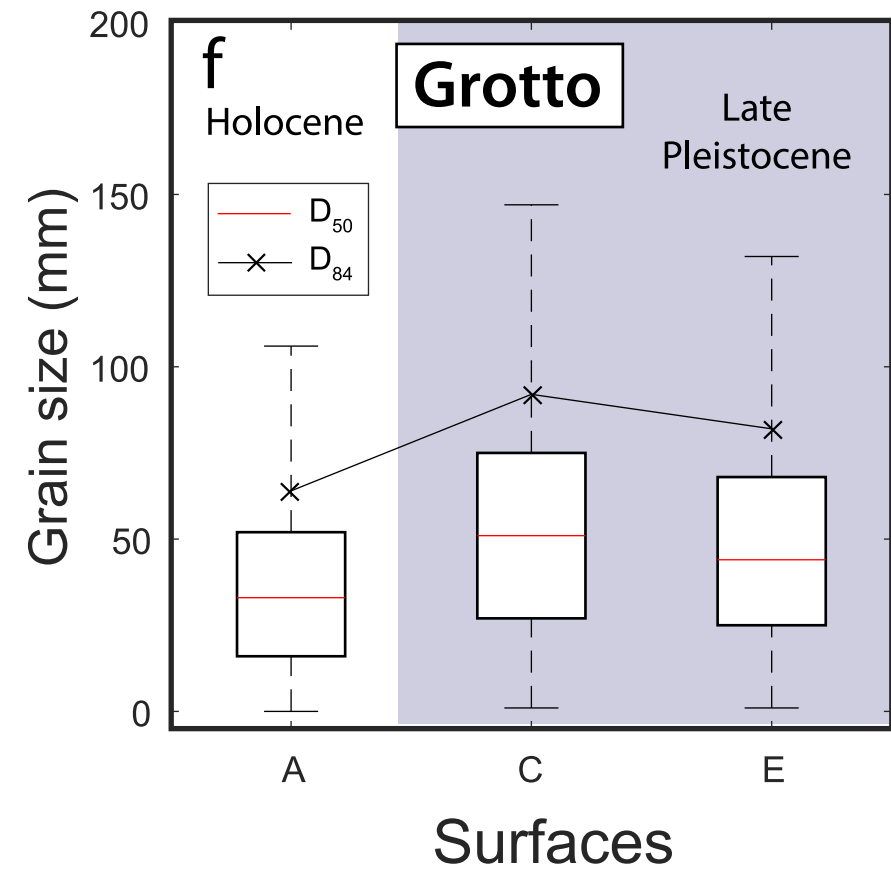 200
f
Grotto
Holocene
Late
Pleistocene
150
D50
D84
100
50
0
Grain size (mm)
A
C
E
Surfaces